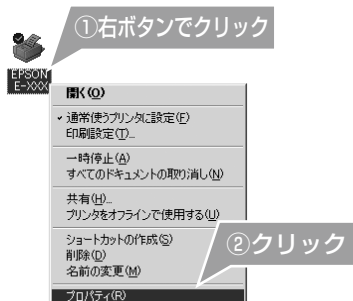 ①右ボタンでクリック
EPSON
E-XXX
開く(O)
通常使うプリンタに設定(F)
印刷設定(T)...
一時停止(A)
すべてのドキュメントの取り消し(N)
共有(H)...
プリンタをオフラインで使用する(U)
ショートカットの作成(S)
削除(D)
名前の変更(M)
②クリック
プロパティ(R)